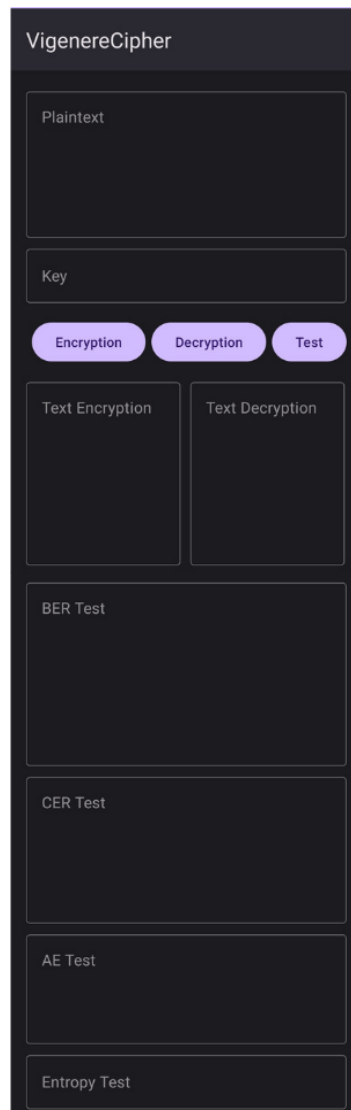 VigenereCipher
Plaintext
Key
Encryption Decryption Test
Text Encryption Text Decryption
BER Test
CER Test
AE Test
Entropy Test